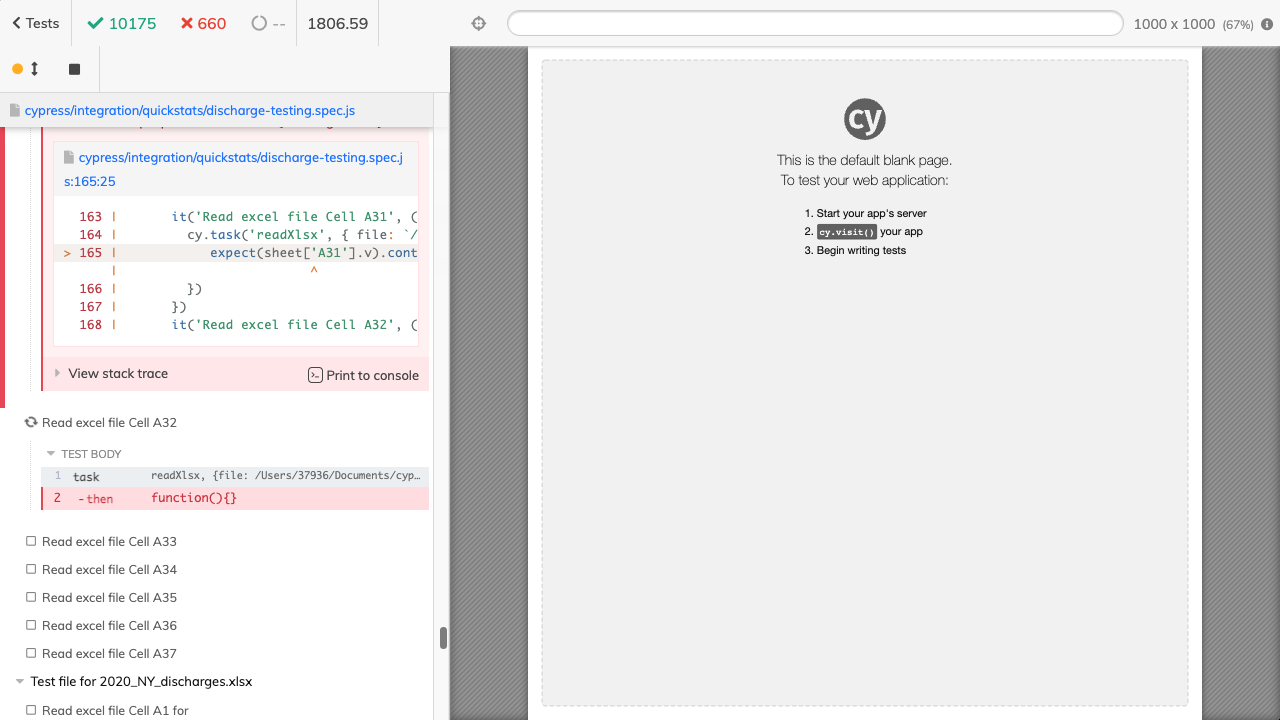 Tests
10175
660
--
1806.59
1000 x 1000 (67%)
cypress/integration/quickstats/discharge-testing.spec.js
cypress/integration/quickstats/discharge-testing.spec.j
s:165:25
163 | it('Read excel file Cell A31', (
164 | cy.task('readXlsx', { file: `/
> 165 | expect(sheet['A31'].v).cont
| ^
166 | })
167 | })
168 | it('Read excel file Cell A32', (
View stack trace
Print to console
Read excel file Cell A32
TEST BODY
1 task readXlsx, {file: /Users/37936/Documents/cyp…
2 -then function(){}
Read excel file Cell A33
Read excel file Cell A34
Read excel file Cell A35
Read excel file Cell A36
Read excel file Cell A37
Test file for 2020_NY_discharges.xlsx
Read excel file Cell A1 for
cy
This is the default blank page.
To test your web application:
1. Start your app's server
2. cy.visit() your app
3. Begin writing tests